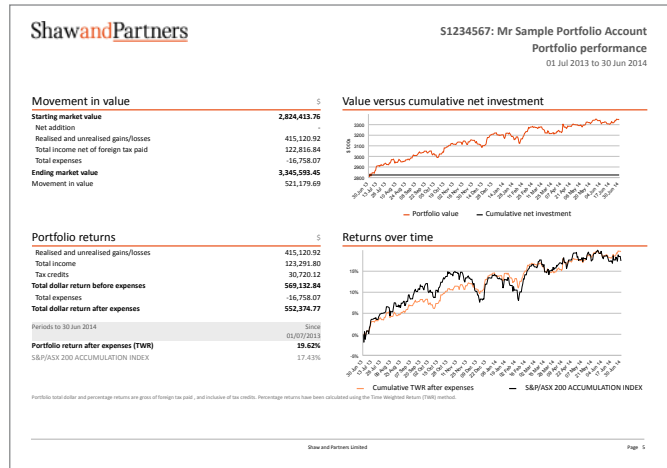 ShawandPartners
S1234567: Mr Sample Portfolio Account
Portfolio performance
01 Jul 2013 to 30 Jun 2014
Movement in value $
Starting market value 2,824,413.76
Net addition -
Realised and unrealised gains/losses 415,120.92
Total income net of foreign tax paid 122,816.84
Total expenses -16,758.07
Ending market value 3,345,593.45
Movement in value 521,179.69
Value versus cumulative net investment
$ 000s
3300
3200
3100
3000
2900
2800
Portfolio value Cumulative net investment
Portfolio returns $
Realised and unrealised gains/losses 415,120.92
Total income 123,291.80
Tax credits 30,720.12
Total dollar return before expenses 569,132.84
Total expenses -16,758.07
Total dollar return after expenses 552,374.77
Periods to 30 Jun 2014 Since
01/07/2013
Portfolio return after expenses (TWR) 19.62%
S&P/ASX 200 ACCUMULATION INDEX 17.43%
Returns over time
15%
10%
5%
0%
-5%
Cumulative TWR after expenses S&P/ASX 200 ACCUMULATION INDEX
Portfolio total dollar and percentage returns are gross of foreign tax paid , and inclusive of tax credits. Percentage returns have been calculated using the Time Weighted Return (TWR) method.
Shaw and Partners Limited Page 5